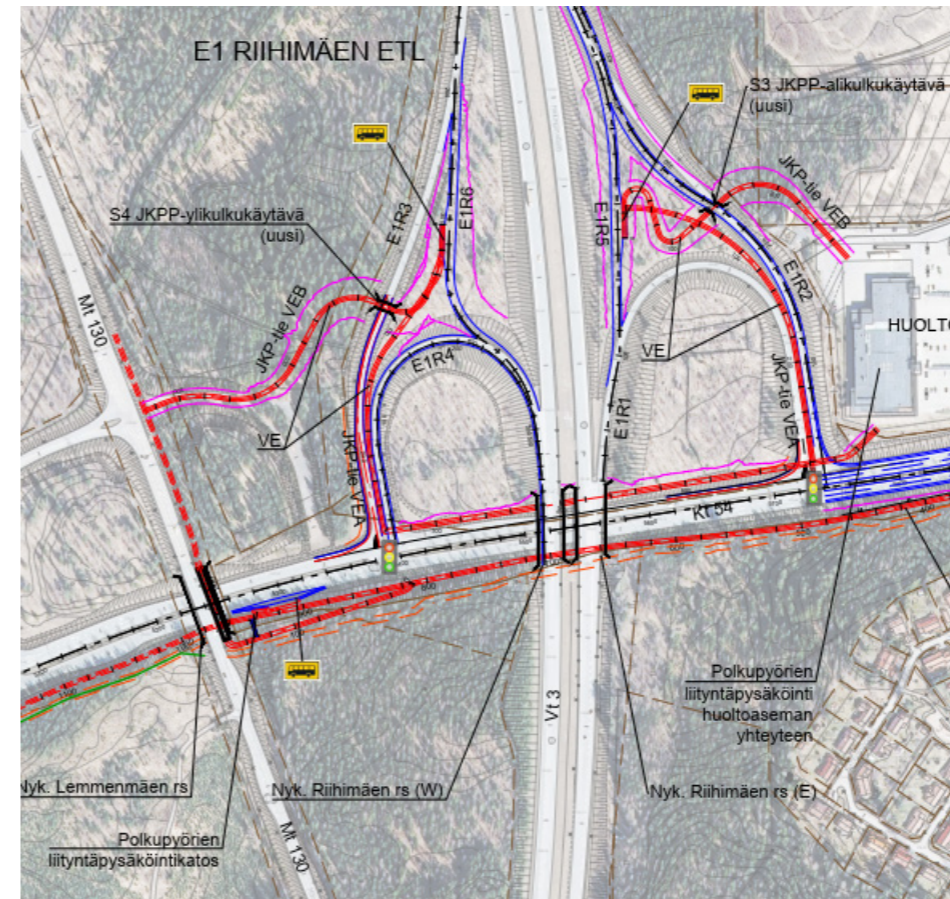 E1 RIIHIMÄEN ETL
S3 JKPP-alikulkukäytävä
(uusi)
S4 JKPP-ylikulkukäytävä
(uusi)
JKP-tie VEB
E1R3
E1R6
E1R5
E1R2
Mt 130
JKP-tie VEB
HUOLTO
VE
E1R4
VE
E1R1
JKP-tie VEA
JKP-tie VEA
Kt 54
Vt 3
Polkupyörien
liityntäpysäköinti
huoltoaseman
yhteyteen
Nyk. Lemmenmäen rs
Nyk. Riihimäen rs (W)
Nyk. Riihimäen rs (E)
Polkupyörien
liityntäpysäköintikatos
Mt 130